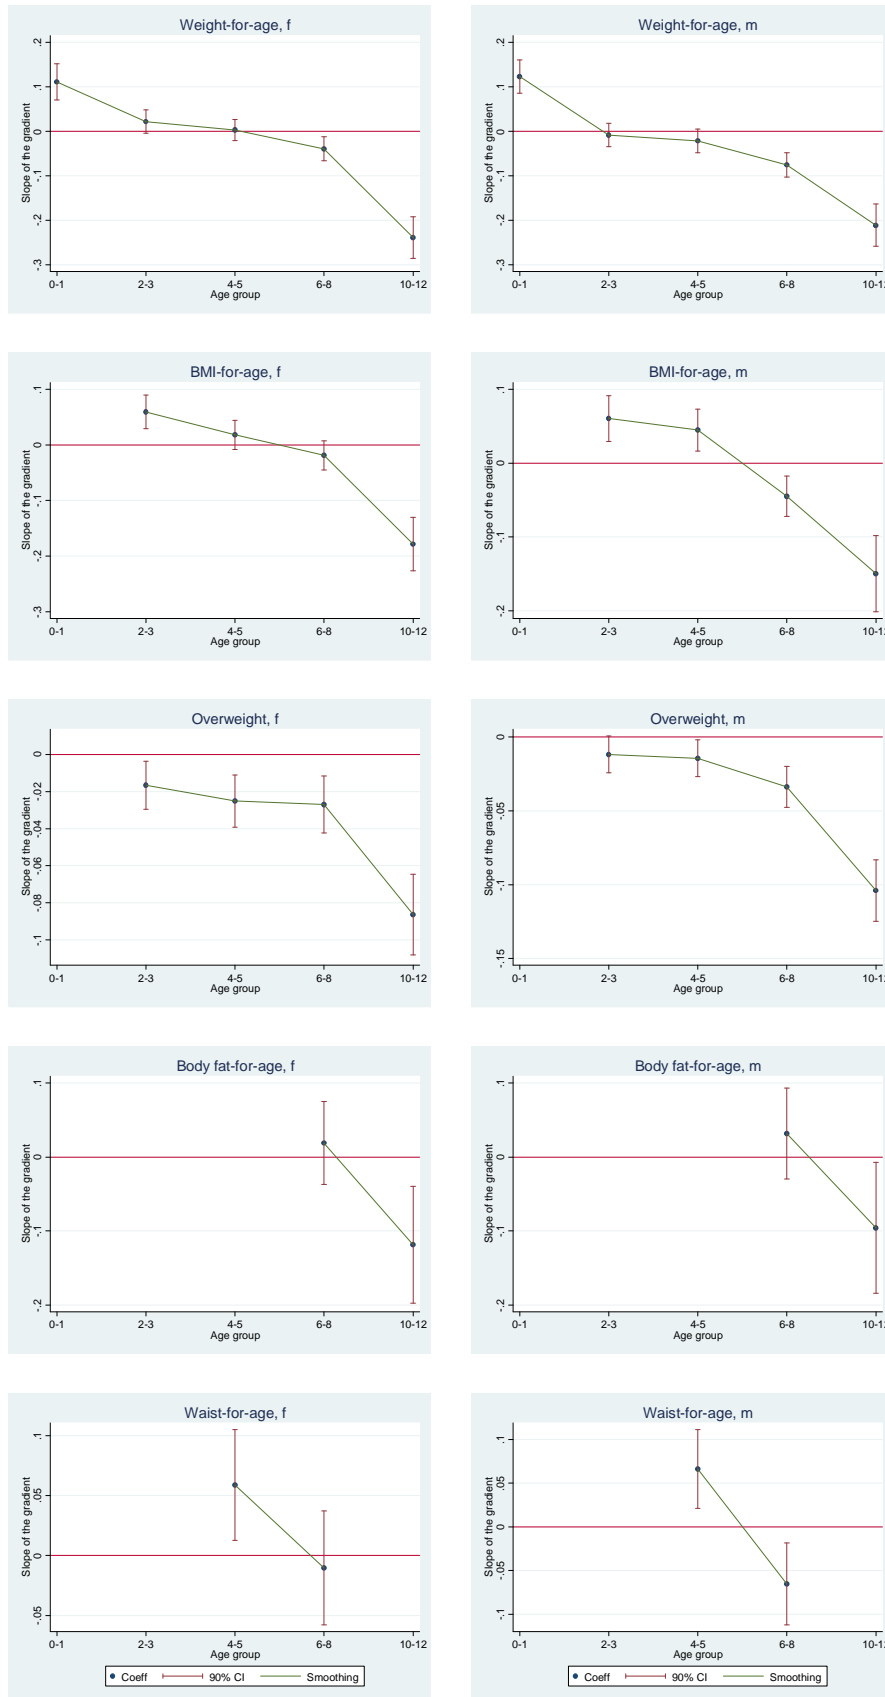 Weight-for-age, f
Slope of the gradient
.2
.1
0
-.1
-.2
-.3
0-1 2-3 4-5 6-8 10-12
Age group
Weight-for-age, m
Slope of the gradient
.2
.1
0
-.1
-.2
-.3
0-1 2-3 4-5 6-8 10-12
Age group
BMI-for-age, f
Slope of the gradient
.1
0
-.1
-.2
-.3
0-1 2-3 4-5 6-8 10-12
Age group
BMI-for-age, m
Slope of the gradient
.1
0
-.1
-.2
0-1 2-3 4-5 6-8 10-12
Age group
Overweight, f
Slope of the gradient
0
-.02
-.04
-.06
-.08
-.1
0-1 2-3 4-5 6-8 10-12
Age group
Overweight, m
Slope of the gradient
0
-.05
-.1
-.15
0-1 2-3 4-5 6-8 10-12
Age group
Body fat-for-age, f
Slope of the gradient
.1
0
-.1
-.2
0-1 2-3 4-5 6-8 10-12
Age group
Body fat-for-age, m
Slope of the gradient
.1
0
-.1
-.2
0-1 2-3 4-5 6-8 10-12
Age group
Waist-for-age, f
Slope of the gradient
.1
.05
0
-.05
0-1 2-3 4-5 6-8 10-12
Age group
Coeff 90% CI Smoothing
Waist-for-age, m
Slope of the gradient
.1
.05
0
-.05
-.1
0-1 2-3 4-5 6-8 10-12
Age group
Coeff 90% CI Smoothing